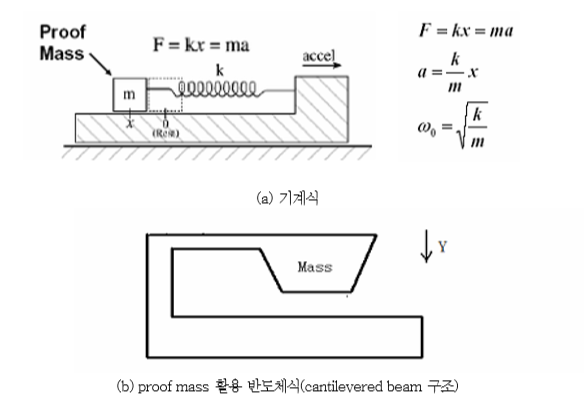 Proof
Mass
F = kx = ma
k
accel
m
x
0
(Rest)
F = kx = ma
a = k/m x
ω₀ = √(k/m)
(a) 기계식
Mass
Y
(b) proof mass 활용 반도체식(cantilevered beam 구조)